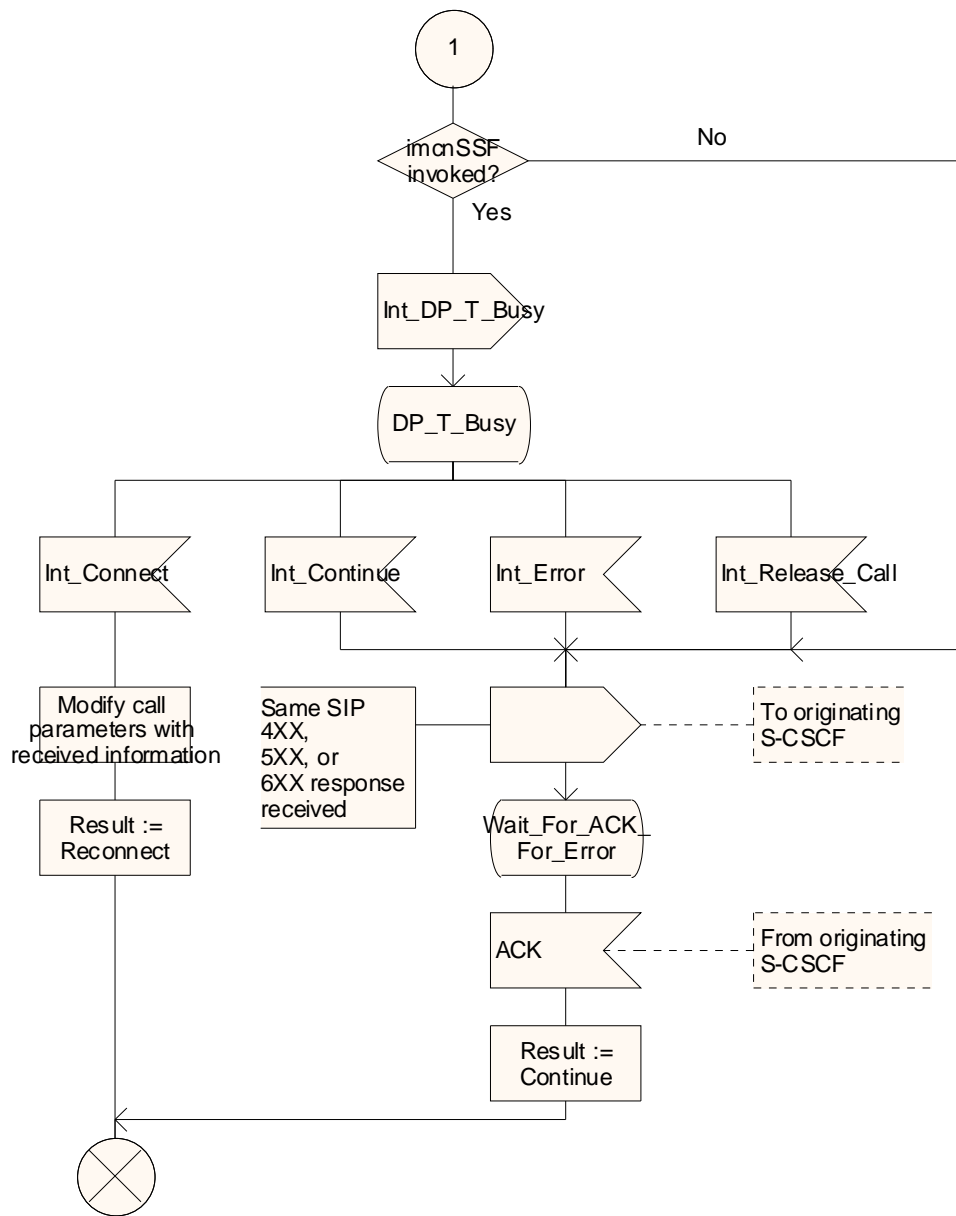 1
imcnSSF
invoked?
No
Yes
Int_DP_T_Busy
DP_T_Busy
Int_Connect
Int_Continue
Int_Error
Int_Release_Call
Modify call
parameters with
received information
Same SIP
4XX,
5XX, or
6XX response
received
To originating
S-CSCF
Result :=
Reconnect
Wait_For_ACK_
For_Error
ACK
From originating
S-CSCF
Result :=
Continue